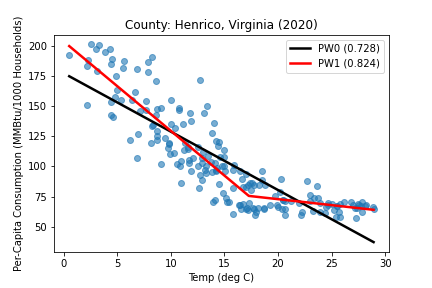 County: Henrico, Virginia (2020)
PW0 (0.728)
PW1 (0.824)
Per-Capita Consumption (MMBtu/1000 Households)
200
175
150
125
100
75
50
0 5 10 15 20 25 30
Temp (deg C)